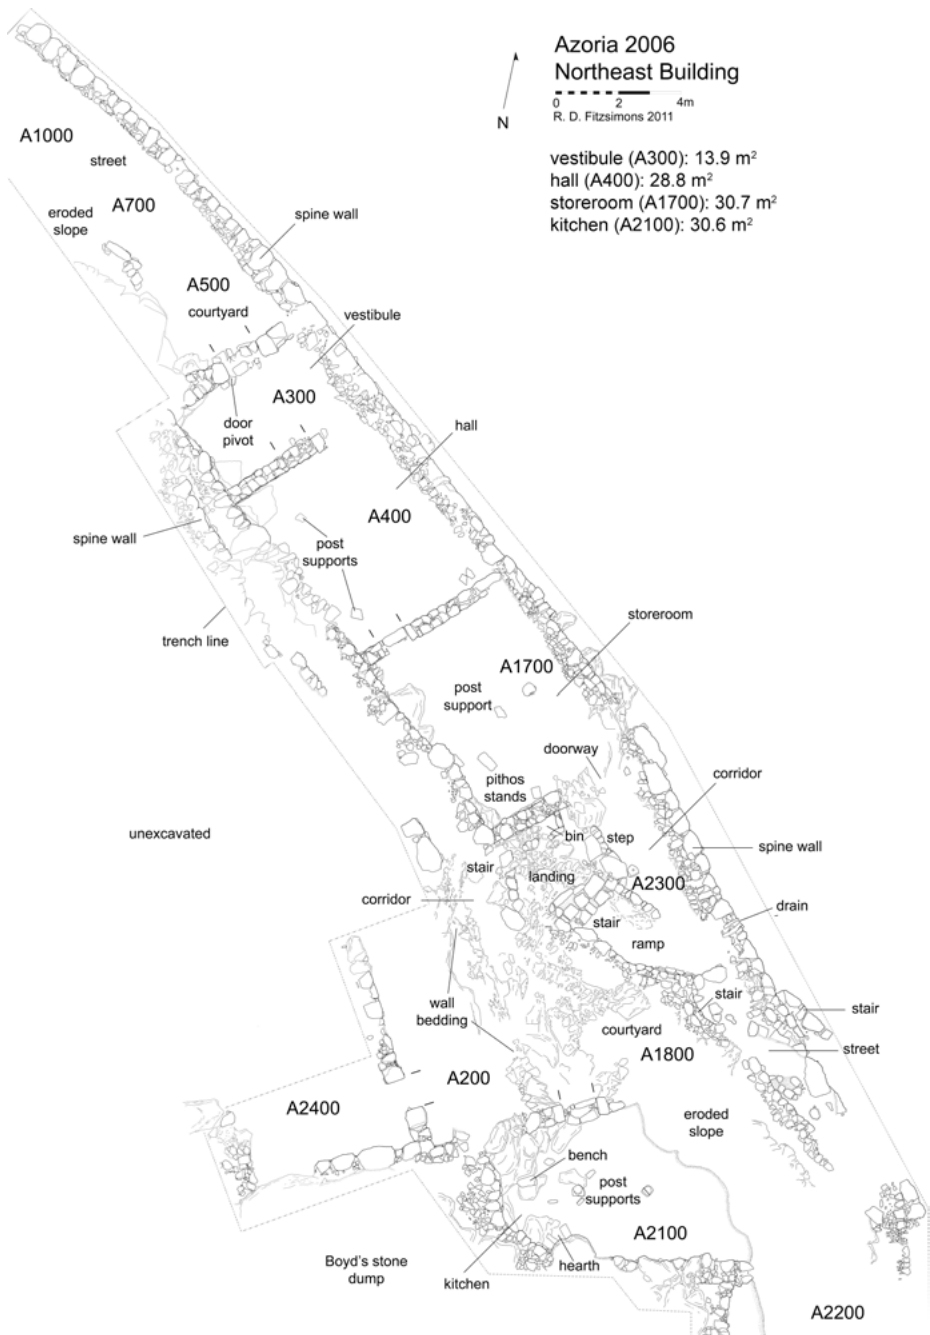 Azoria 2006
Northeast Building
0 2 4m
R. D. Fitzsimons 2011
N
vestibule (A300): 13.9 m²
hall (A400): 28.8 m²
storeroom (A1700): 30.7 m²
kitchen (A2100): 30.6 m²
A1000
street
A700
eroded
slope
spine wall
A500
courtyard
vestibule
A300
door
pivot
hall
A400
spine wall
post
supports
trench line
storeroom
A1700
post
support
doorway
corridor
pithos
stands
unexcavated
bin
step
spine wall
stair
landing
A2300
corridor
drain
stair
ramp
wall
bedding
stair
stair
courtyard
street
A1800
A200
A2400
eroded
slope
bench
post
supports
A2100
Boyd's stone
dump
hearth
kitchen
A2200